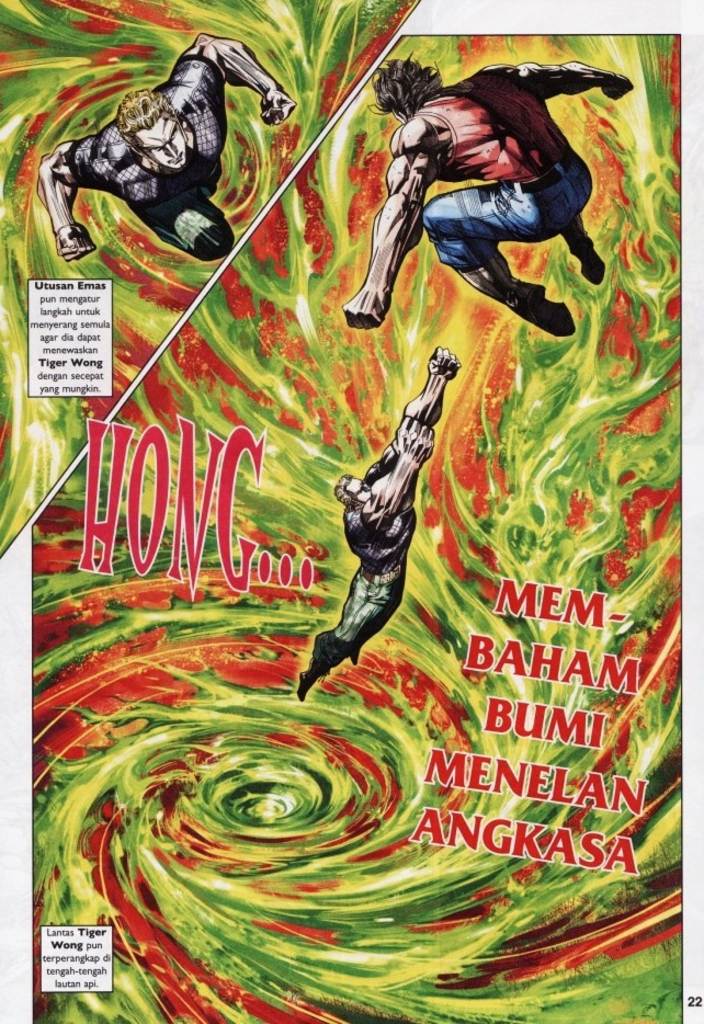 Utusan Emas
pun mengatur
langkah untuk
menyerang semula
agar dia dapat
menewaskan
Tiger Wong
dengan secepat
yang mungkin.
HONG...
MEM-
BAHAM
BUMI
MENELAN
ANGKASA
Lantas Tiger
Wong pun
terperangkap di
tengah-tengah
lautan api.
22